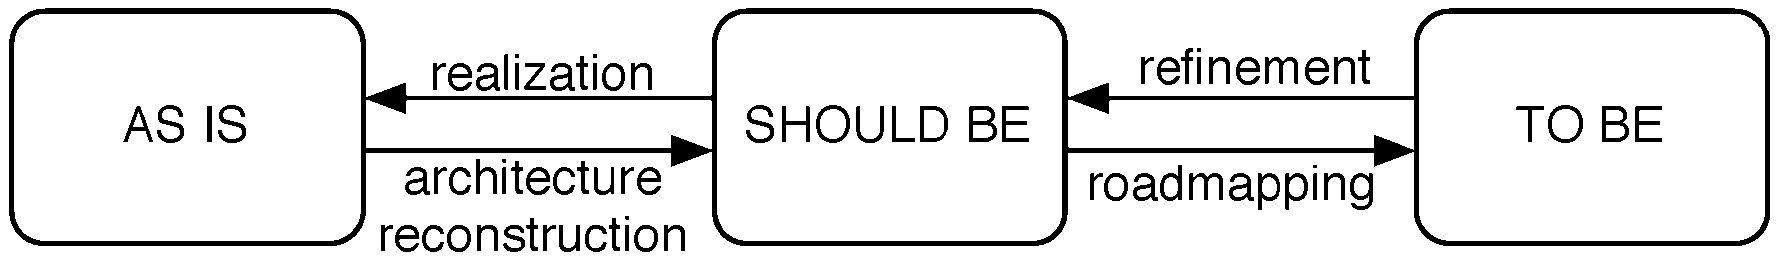 AS IS
realization
architecture
reconstruction
SHOULD BE
refinement
roadmapping
TO BE